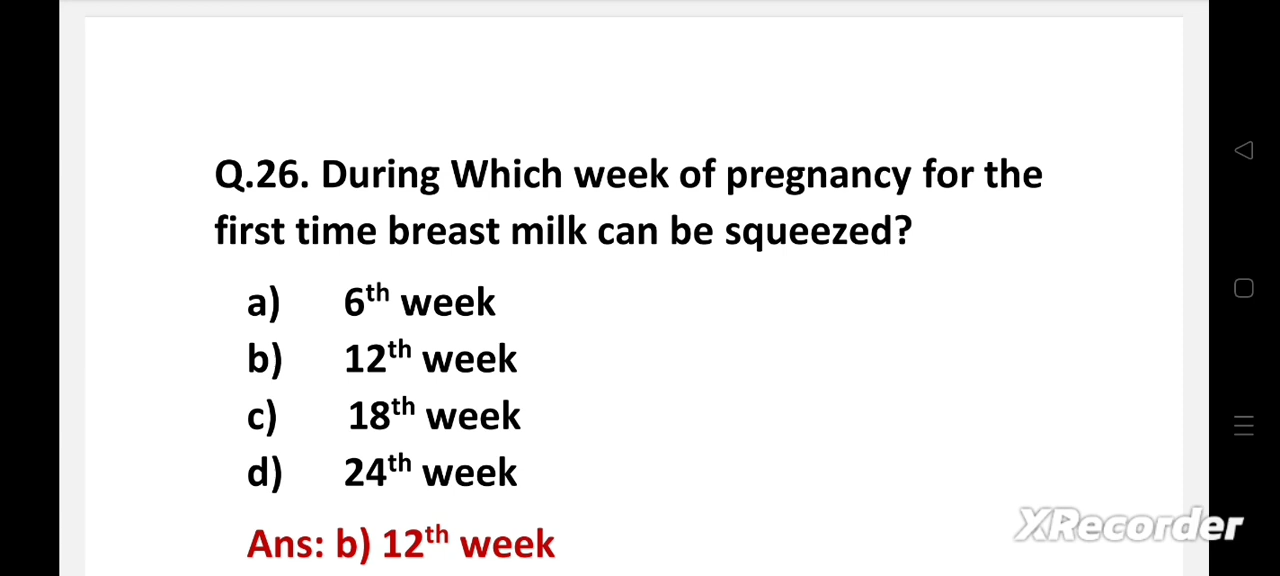 Q.26. During Which week of pregnancy for the
first time breast milk can be squeezed?
a) 6th week
b) 12th week
c) 18th week
d) 24th week
Ans: b) 12th week
XRecorder